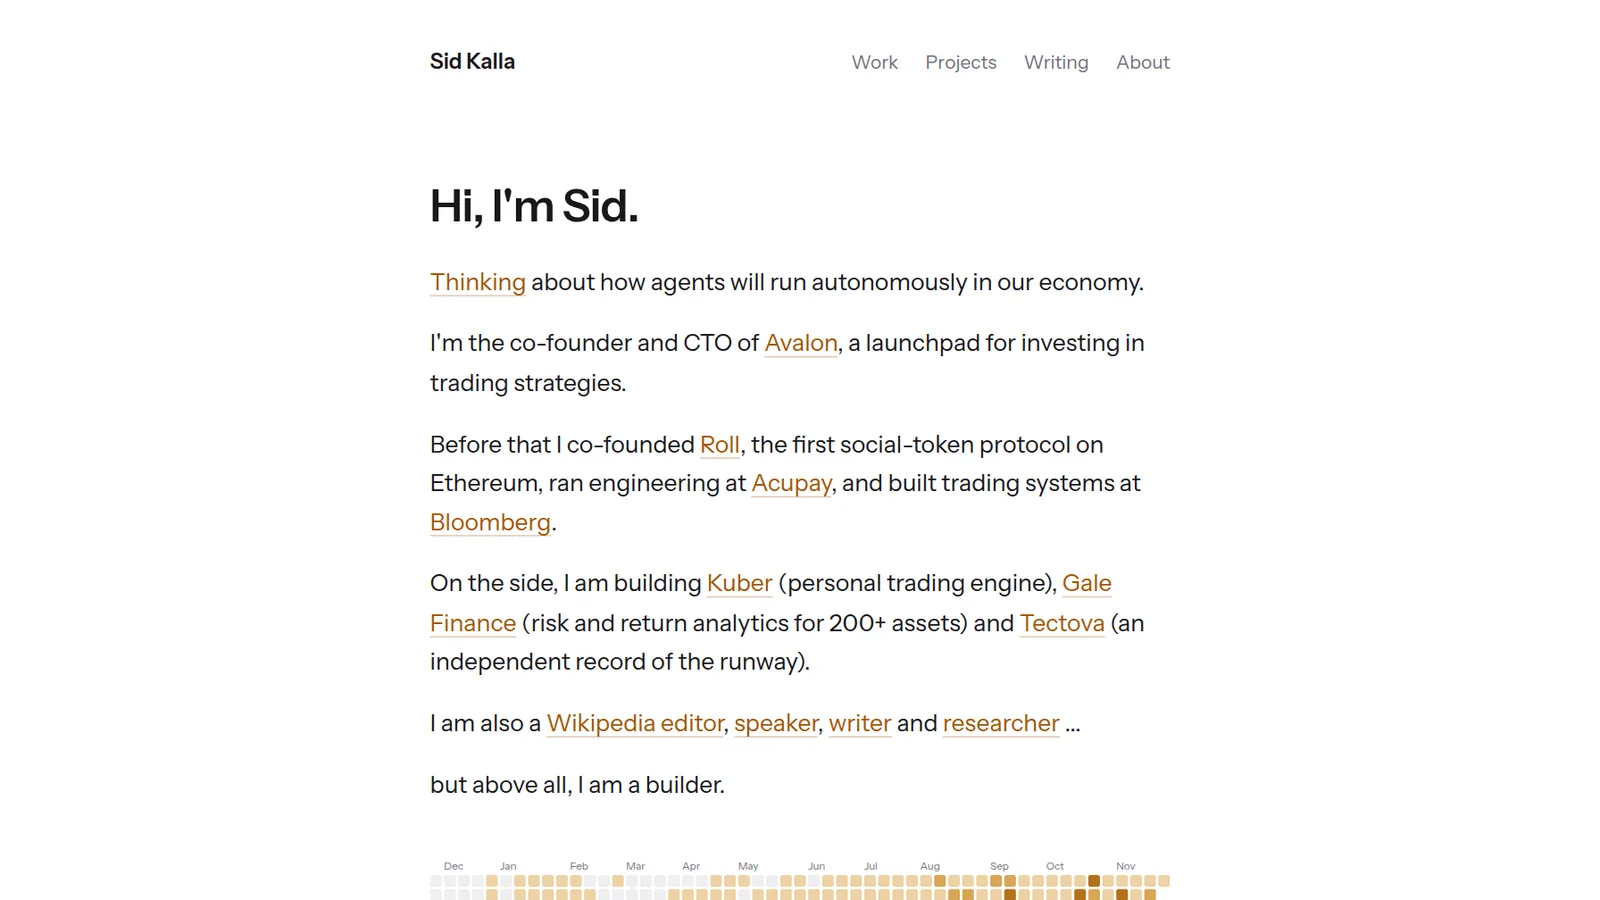 Sid Kalla
Work Projects Writing About
Hi, I'm Sid.
Thinking about how agents will run autonomously in our economy.
I'm the co-founder and CTO of Avalon, a launchpad for investing in
trading strategies.
Before that I co-founded Roll, the first social-token protocol on
Ethereum, ran engineering at Acupay, and built trading systems at
Bloomberg.
On the side, I am building Kuber (personal trading engine), Gale
Finance (risk and return analytics for 200+ assets) and Tectova (an
independent record of the runway).
I am also a Wikipedia editor, speaker, writer and researcher ...
but above all, I am a builder.
Dec Jan Feb Mar Apr May Jun Jul Aug Sep Oct Nov